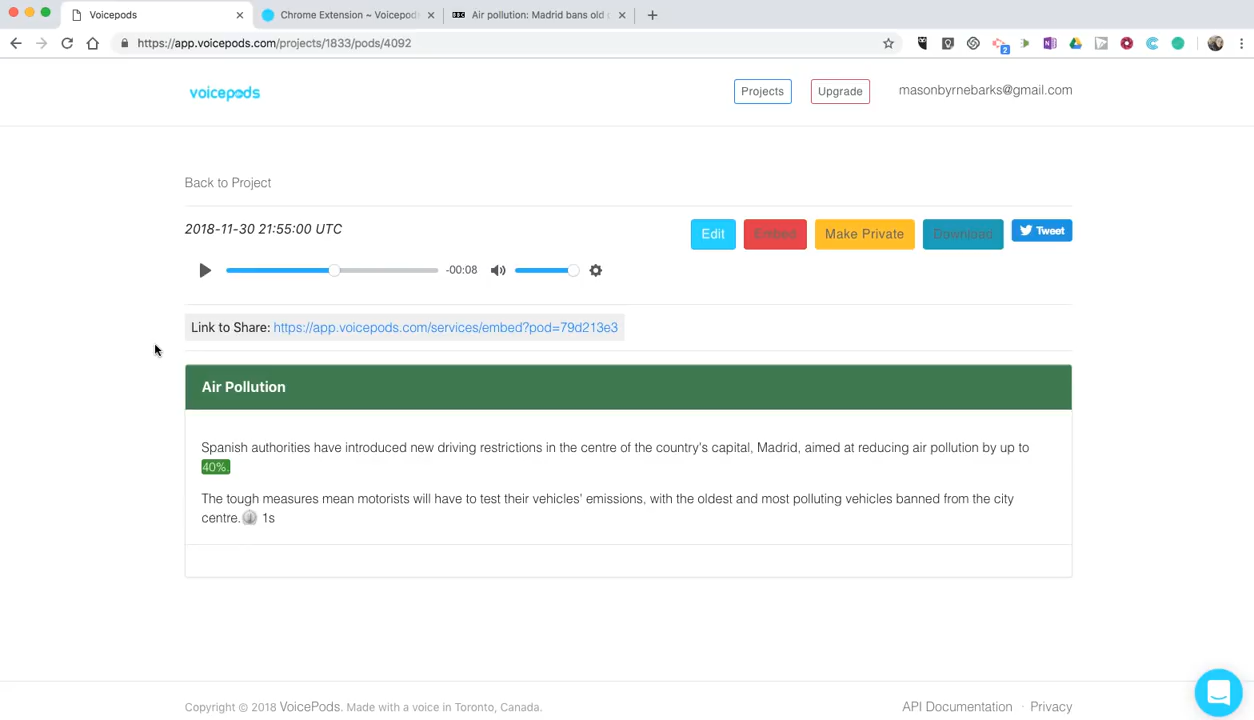 Voicepods
Chrome Extension ~ Voicepod
Air pollution: Madrid bans old
https://app.voicepods.com/projects/1833/pods/4092
2
voicepods
Projects
Upgrade
masonbyrnebarks@gmail.com
Back to Project
2018-11-30 21:55:00 UTC
Edit
Embed
Make Private
Download
Tweet
-00:08
Link to Share: https://app.voicepods.com/services/embed?pod=79d213e3
Air Pollution
Spanish authorities have introduced new driving restrictions in the centre of the country's capital, Madrid, aimed at reducing air pollution by up to
40%.
The tough measures mean motorists will have to test their vehicles' emissions, with the oldest and most polluting vehicles banned from the city
centre. 1s
Copyright © 2018 VoicePods. Made with a voice in Toronto, Canada.
API Documentation · Privacy